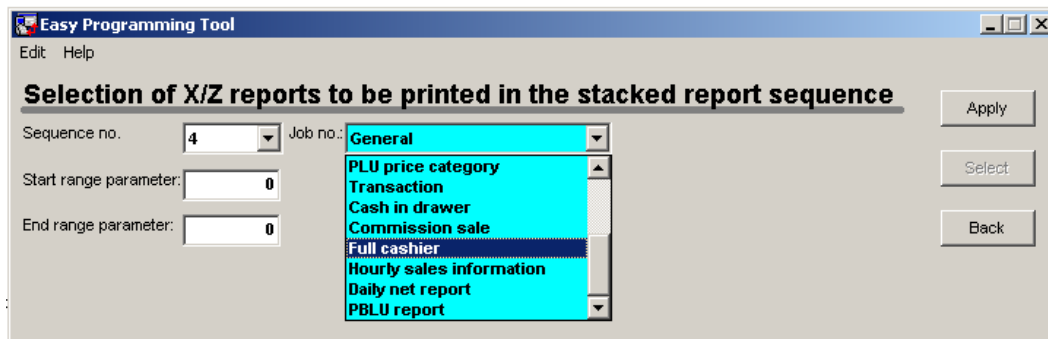 Easy Programming Tool
Edit Help
Selection of X/Z reports to be printed in the stacked report sequence
Apply
Sequence no. 4 Job no.: General
PLU price category
Select
Start range parameter: 0
Transaction
Cash in drawer
End range parameter: 0
Commission sale
Back
Full cashier
Hourly sales information
Daily net report
PBLU report